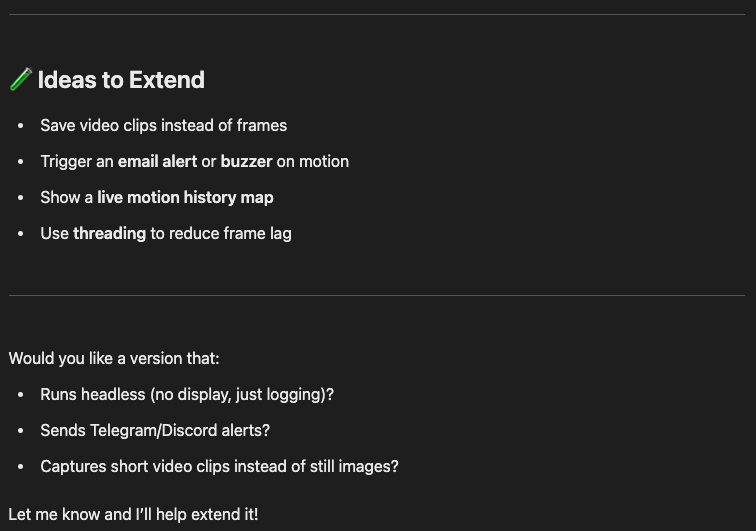 🧪 Ideas to Extend
• Save video clips instead of frames
• Trigger an email alert or buzzer on motion
• Show a live motion history map
• Use threading to reduce frame lag
Would you like a version that:
• Runs headless (no display, just logging)?
• Sends Telegram/Discord alerts?
• Captures short video clips instead of still images?
Let me know and I’ll help extend it!